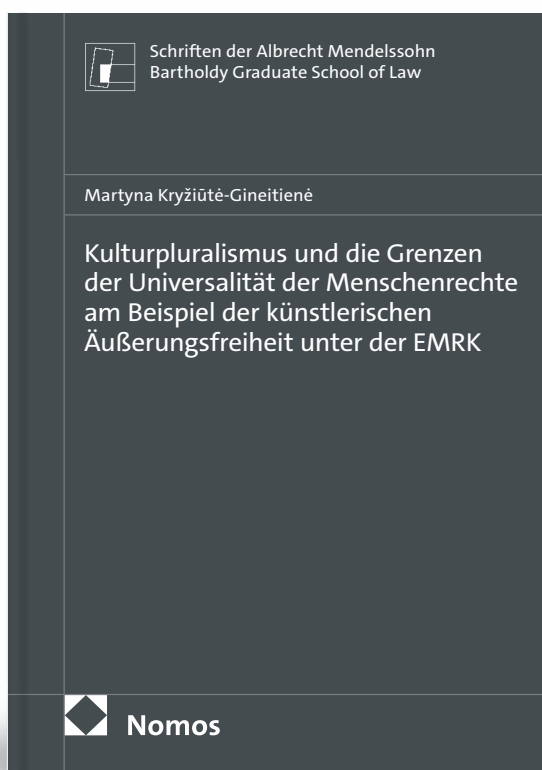 Schriften der Albrecht Mendelssohn
Bartholdy Graduate School of Law
Martyna Kryžiūtė-Gineitienė
Kulturpluralismus und die Grenzen
der Universalität der Menschenrechte
am Beispiel der künstlerischen
Äußerungsfreiheit unter der EMRK
Nomos